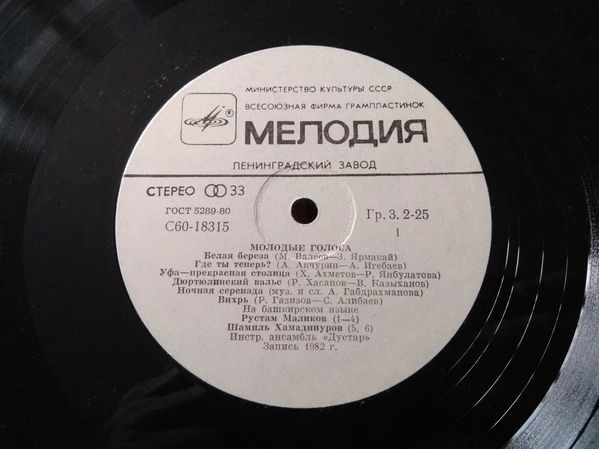 МИНИСТЕРСТВО КУЛЬТУРЫ СССР
ВСЕСОЮЗНАЯ ФИРМА ГРАМПЛАСТИНОК
® МЕЛОДИЯ
ЛЕНИНГРАДСКИЙ ЗАВОД
СТЕРЕО 33
ГОСТ 5289-80
С60-18315
Гр. 3. 2-25
1
МОЛОДЫЕ ГОЛОСА
Белая береза (М. Валеев—З. Ярмакай)
Где ты теперь? (А. Акчурин—А. Игебаев)
Уфа—прекрасная столица (Х. Ахметов—Р. Янбулатова)
Дюртюлинский вальс (Р. Хасанов—В. Казыханов)
Ночная серенада (муз. и сл. А. Габдрахманова)
Вихрь (Р. Газизов—С. Алибаев)
На башкирском языке
Рустам Маликов (1—4)
Шамиль Хамадинуров (5, 6)
Инстр. ансамбль «Дустар»
Запись 1982 г.